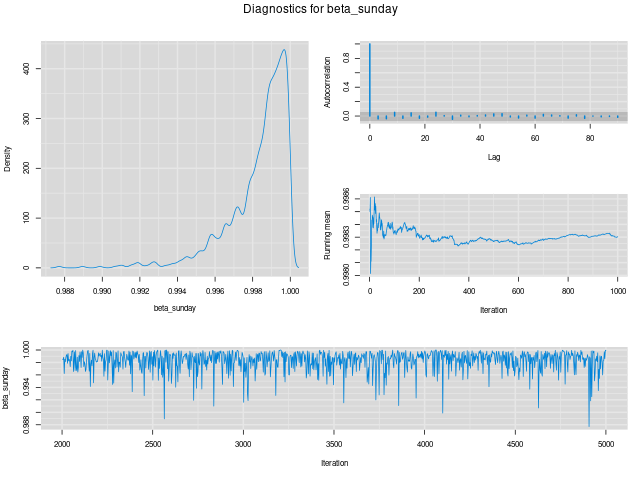 Diagnostics for beta_sunday
Density
0 100 200 300 400
0.988 0.990 0.992 0.994 0.996 0.998 1.000
beta_sunday
Autocorrelation
0.0 0.4 0.8
0 20 40 60 80
Lag
Running mean
0.9980 0.9983 0.9986
0 200 400 600 800 1000
Iteration
beta_sunday
0.988 0.994 1.000
2000 2500 3000 3500 4000 4500 5000
Iteration